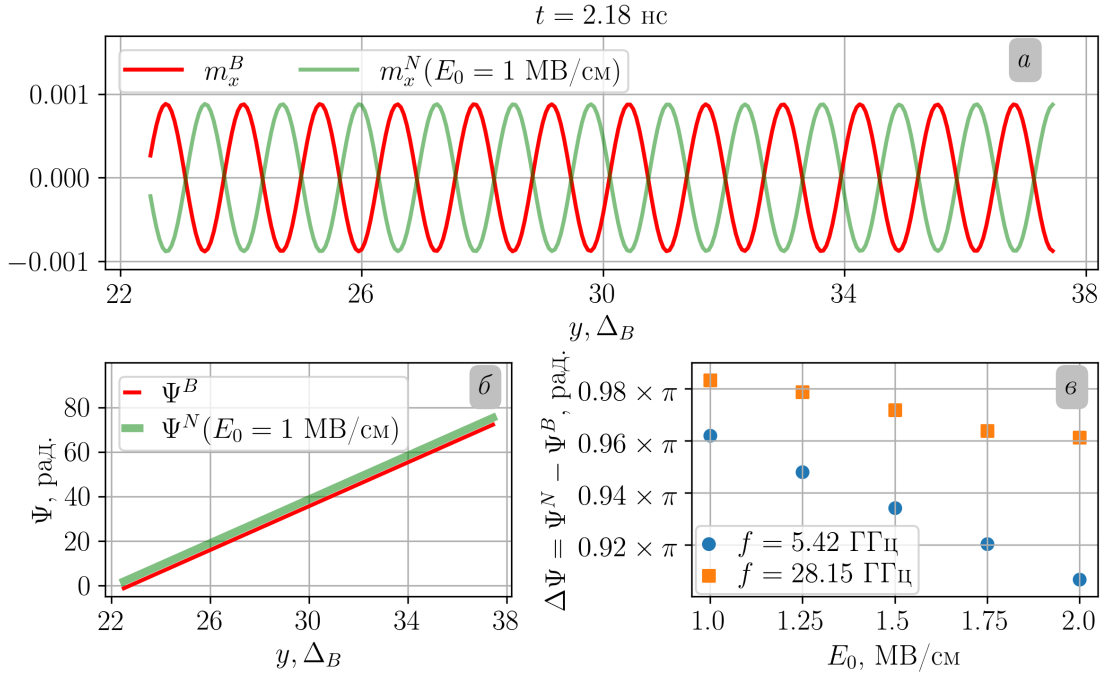 t = 2.18 нс
m_x^B m_x^N(E_0 = 1 МВ/см)
а
0.001
0.000
−0.001
22 26 30 34 38
y, Δ_B
Ψ^B
Ψ^N(E_0 = 1 МВ/см)
б
80
60
40
20
0
Ψ, рад.
22 26 30 34 38
y, Δ_B
ΔΨ = Ψ^N − Ψ^B, рад.
в
0.98 × π
0.96 × π
0.94 × π
0.92 × π
f = 5.42 ГГц
f = 28.15 ГГц
1.0 1.25 1.5 1.75 2.0
E_0, МВ/см